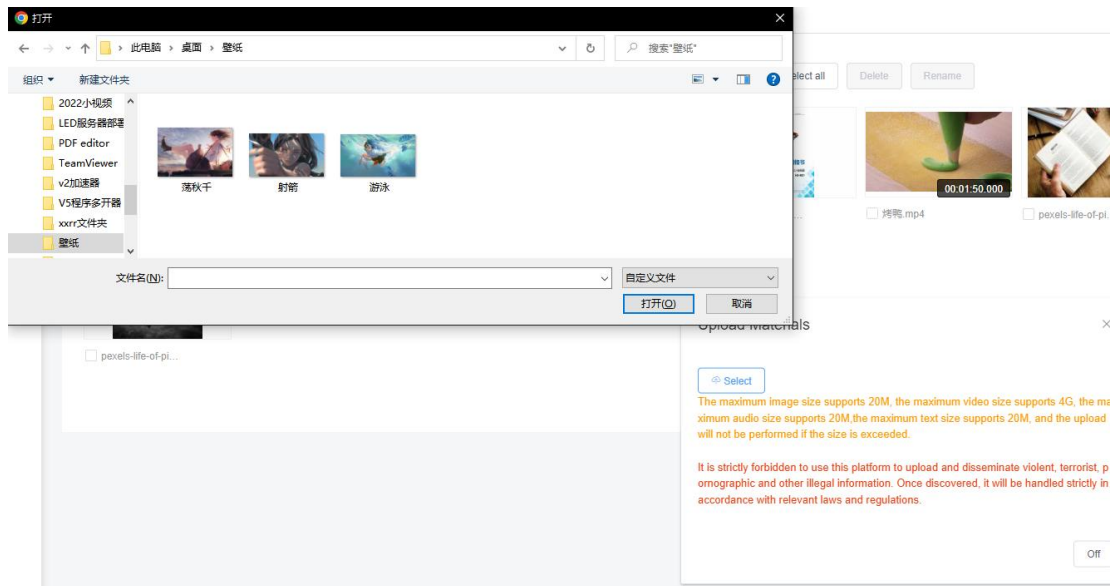 打开
此电脑 › 桌面 › 壁纸
搜索"壁纸"
组织
新建文件夹
2022小视频
LED服务器部署
PDF editor
TeamViewer
v2加速器
V5程序多开器
xxrr文件夹
壁纸
荡秋千
射箭
游泳
文件名(N):
自定义文件
打开(O)
取消
elect all
Delete
Rename
00:01:50.000
烤鸭.mp4
pexels-life-of-pi.
pexels-life-of-pi...
Upload Materials
Select
The maximum image size supports 20M, the maximum video size supports 4G, the ma
ximum audio size supports 20M,the maximum text size supports 20M, and the upload
will not be performed if the size is exceeded.
It is strictly forbidden to use this platform to upload and disseminate violent, terrorist, p
ornographic and other illegal information. Once discovered, it will be handled strictly in
accordance with relevant laws and regulations.
Off